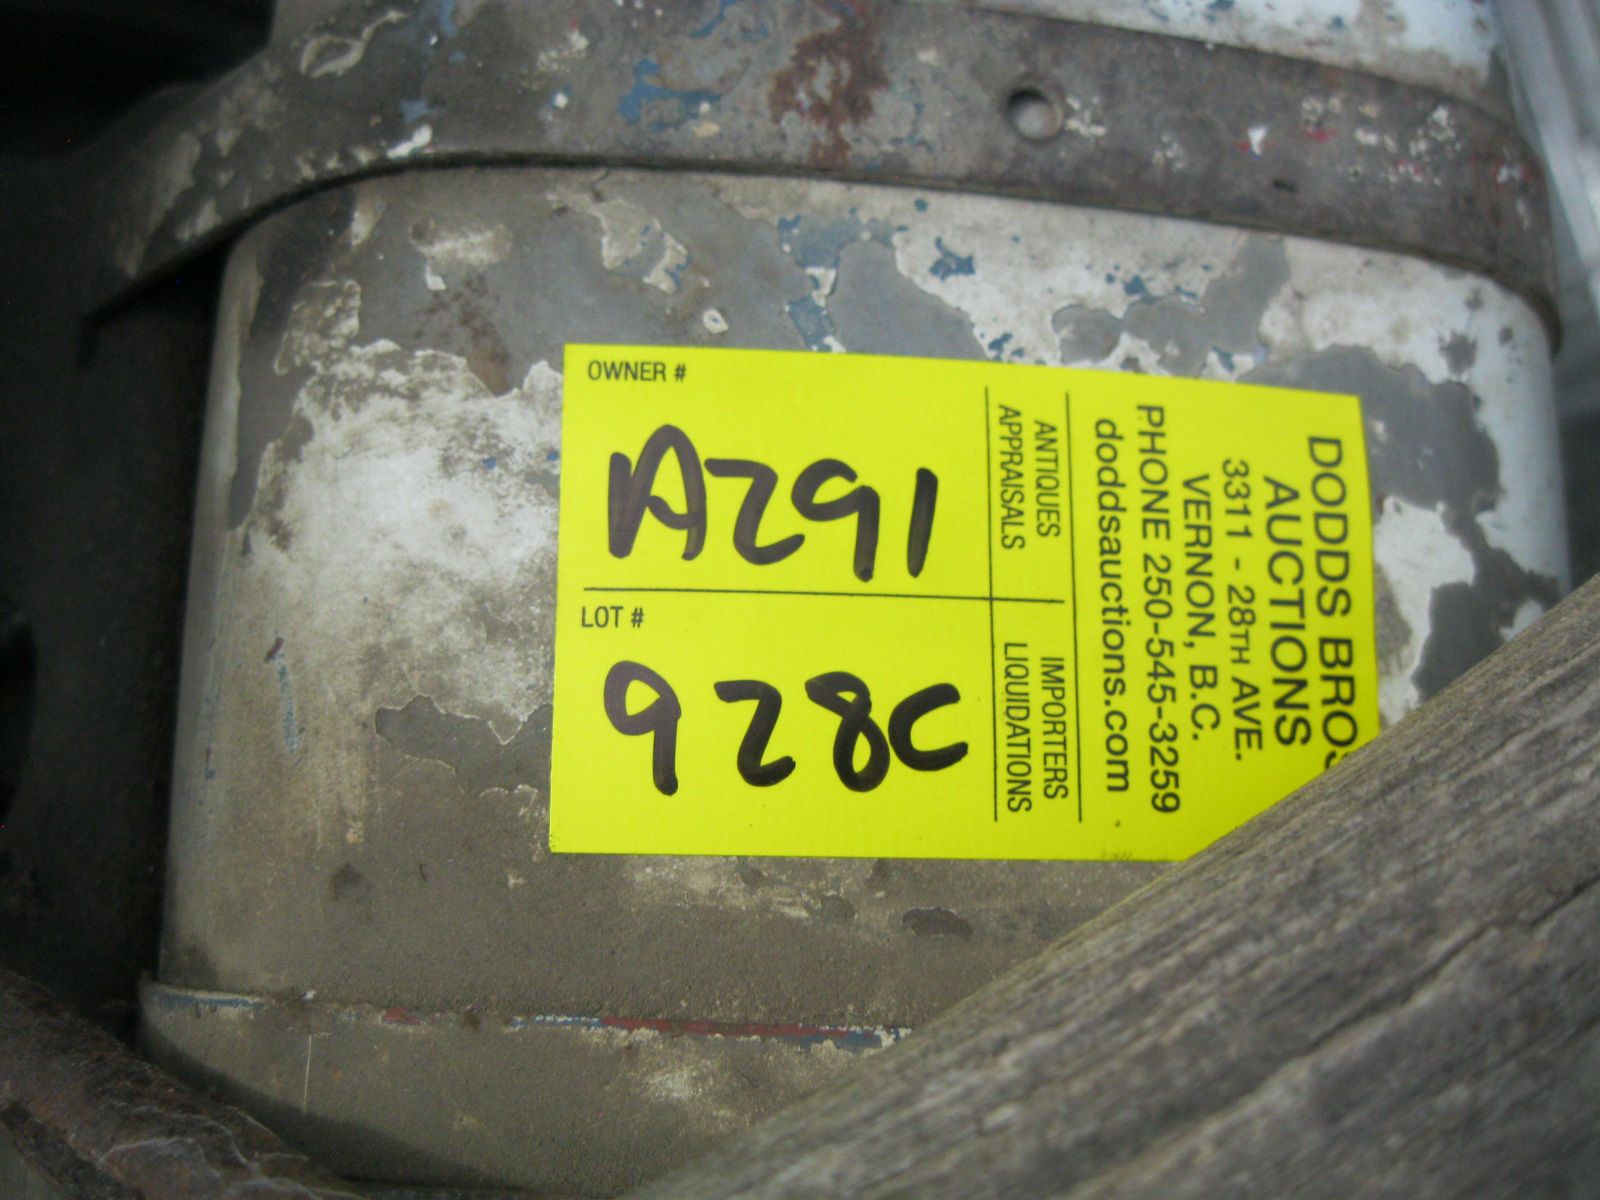 OWNER #
A291
LOT #
928C
DODDS BROS
AUCTIONS
3311 - 28TH AVE.
VERNON, B.C.
PHONE 250-545-3259
doddsauctions.com
ANTIQUES
APPRAISALS
IMPORTERS
LIQUIDATIONS